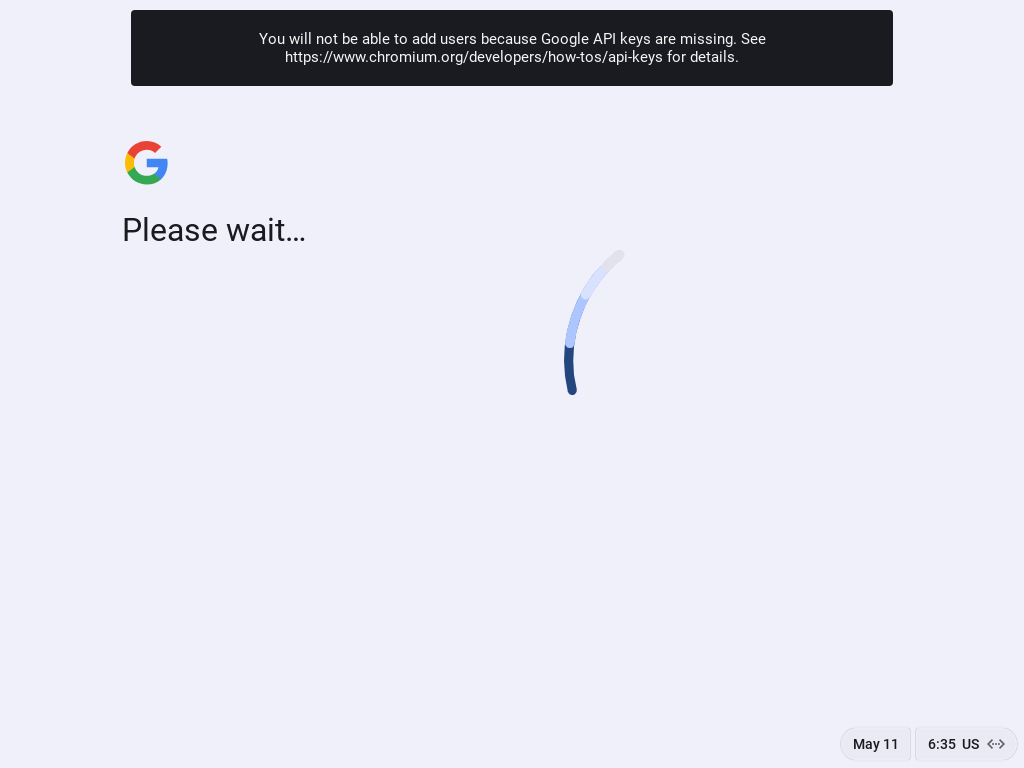 You will not be able to add users because Google API keys are missing. See
https://www.chromium.org/developers/how-tos/api-keys for details.
Please wait…
May 11
6:35 US